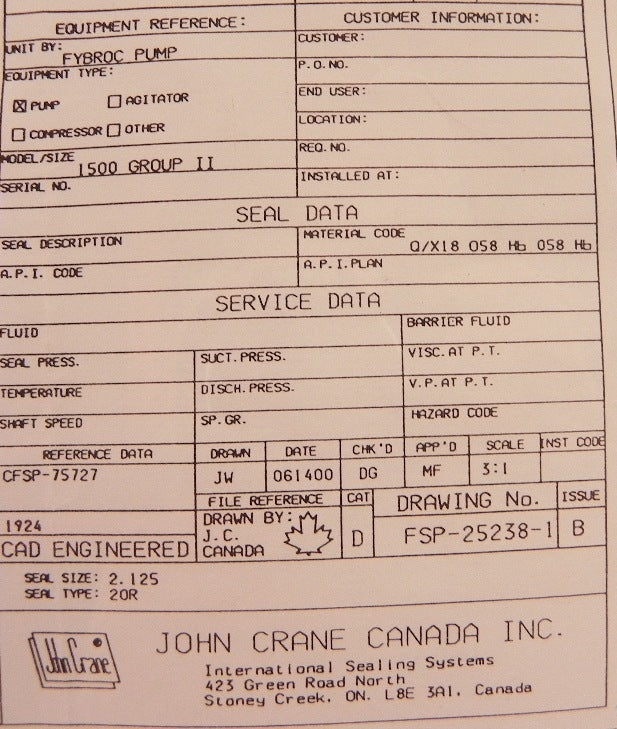 EQUIPMENT REFERENCE:
UNIT BY: FYBROC PUMP
EQUIPMENT TYPE:
PUMP AGITATOR
COMPRESSOR OTHER
MODEL/SIZE 1500 GROUP II
SERIAL NO.
CUSTOMER INFORMATION:
CUSTOMER:
P.O.NO.
END USER:
LOCATION:
REQ.NO.
INSTALLED AT:
SEAL DATA
SEAL DESCRIPTION
MATERIAL CODE
Q/X18 058 Hb 058 Hb
A.P.I. CODE
A.P.I.PLAN
SERVICE DATA
FLUID
BARRIER FLUID
SEAL PRESS. SUCT.PRESS. VISC.AT P.T.
TEMPERATURE DISCH.PRESS. V.P.AT P.T.
SHAFT SPEED SP.GR. HAZARD CODE
REFERENCE DATA DRAWN DATE CHK'D APP'D SCALE INST CODE
CFSP-75727 JW 061400 DG MF 3:1
FILE REFERENCE CAT DRAWING No. ISSUE
1924
CAD ENGINEERED
DRAWN BY:
J.C.
CANADA
D FSP-25238-1 B
SEAL SIZE: 2.125
SEAL TYPE: 20R
John Crane
JOHN CRANE CANADA INC.
International Sealing Systems
423 Green Road North
Stoney Creek, ON. L8E 3A1, Canada